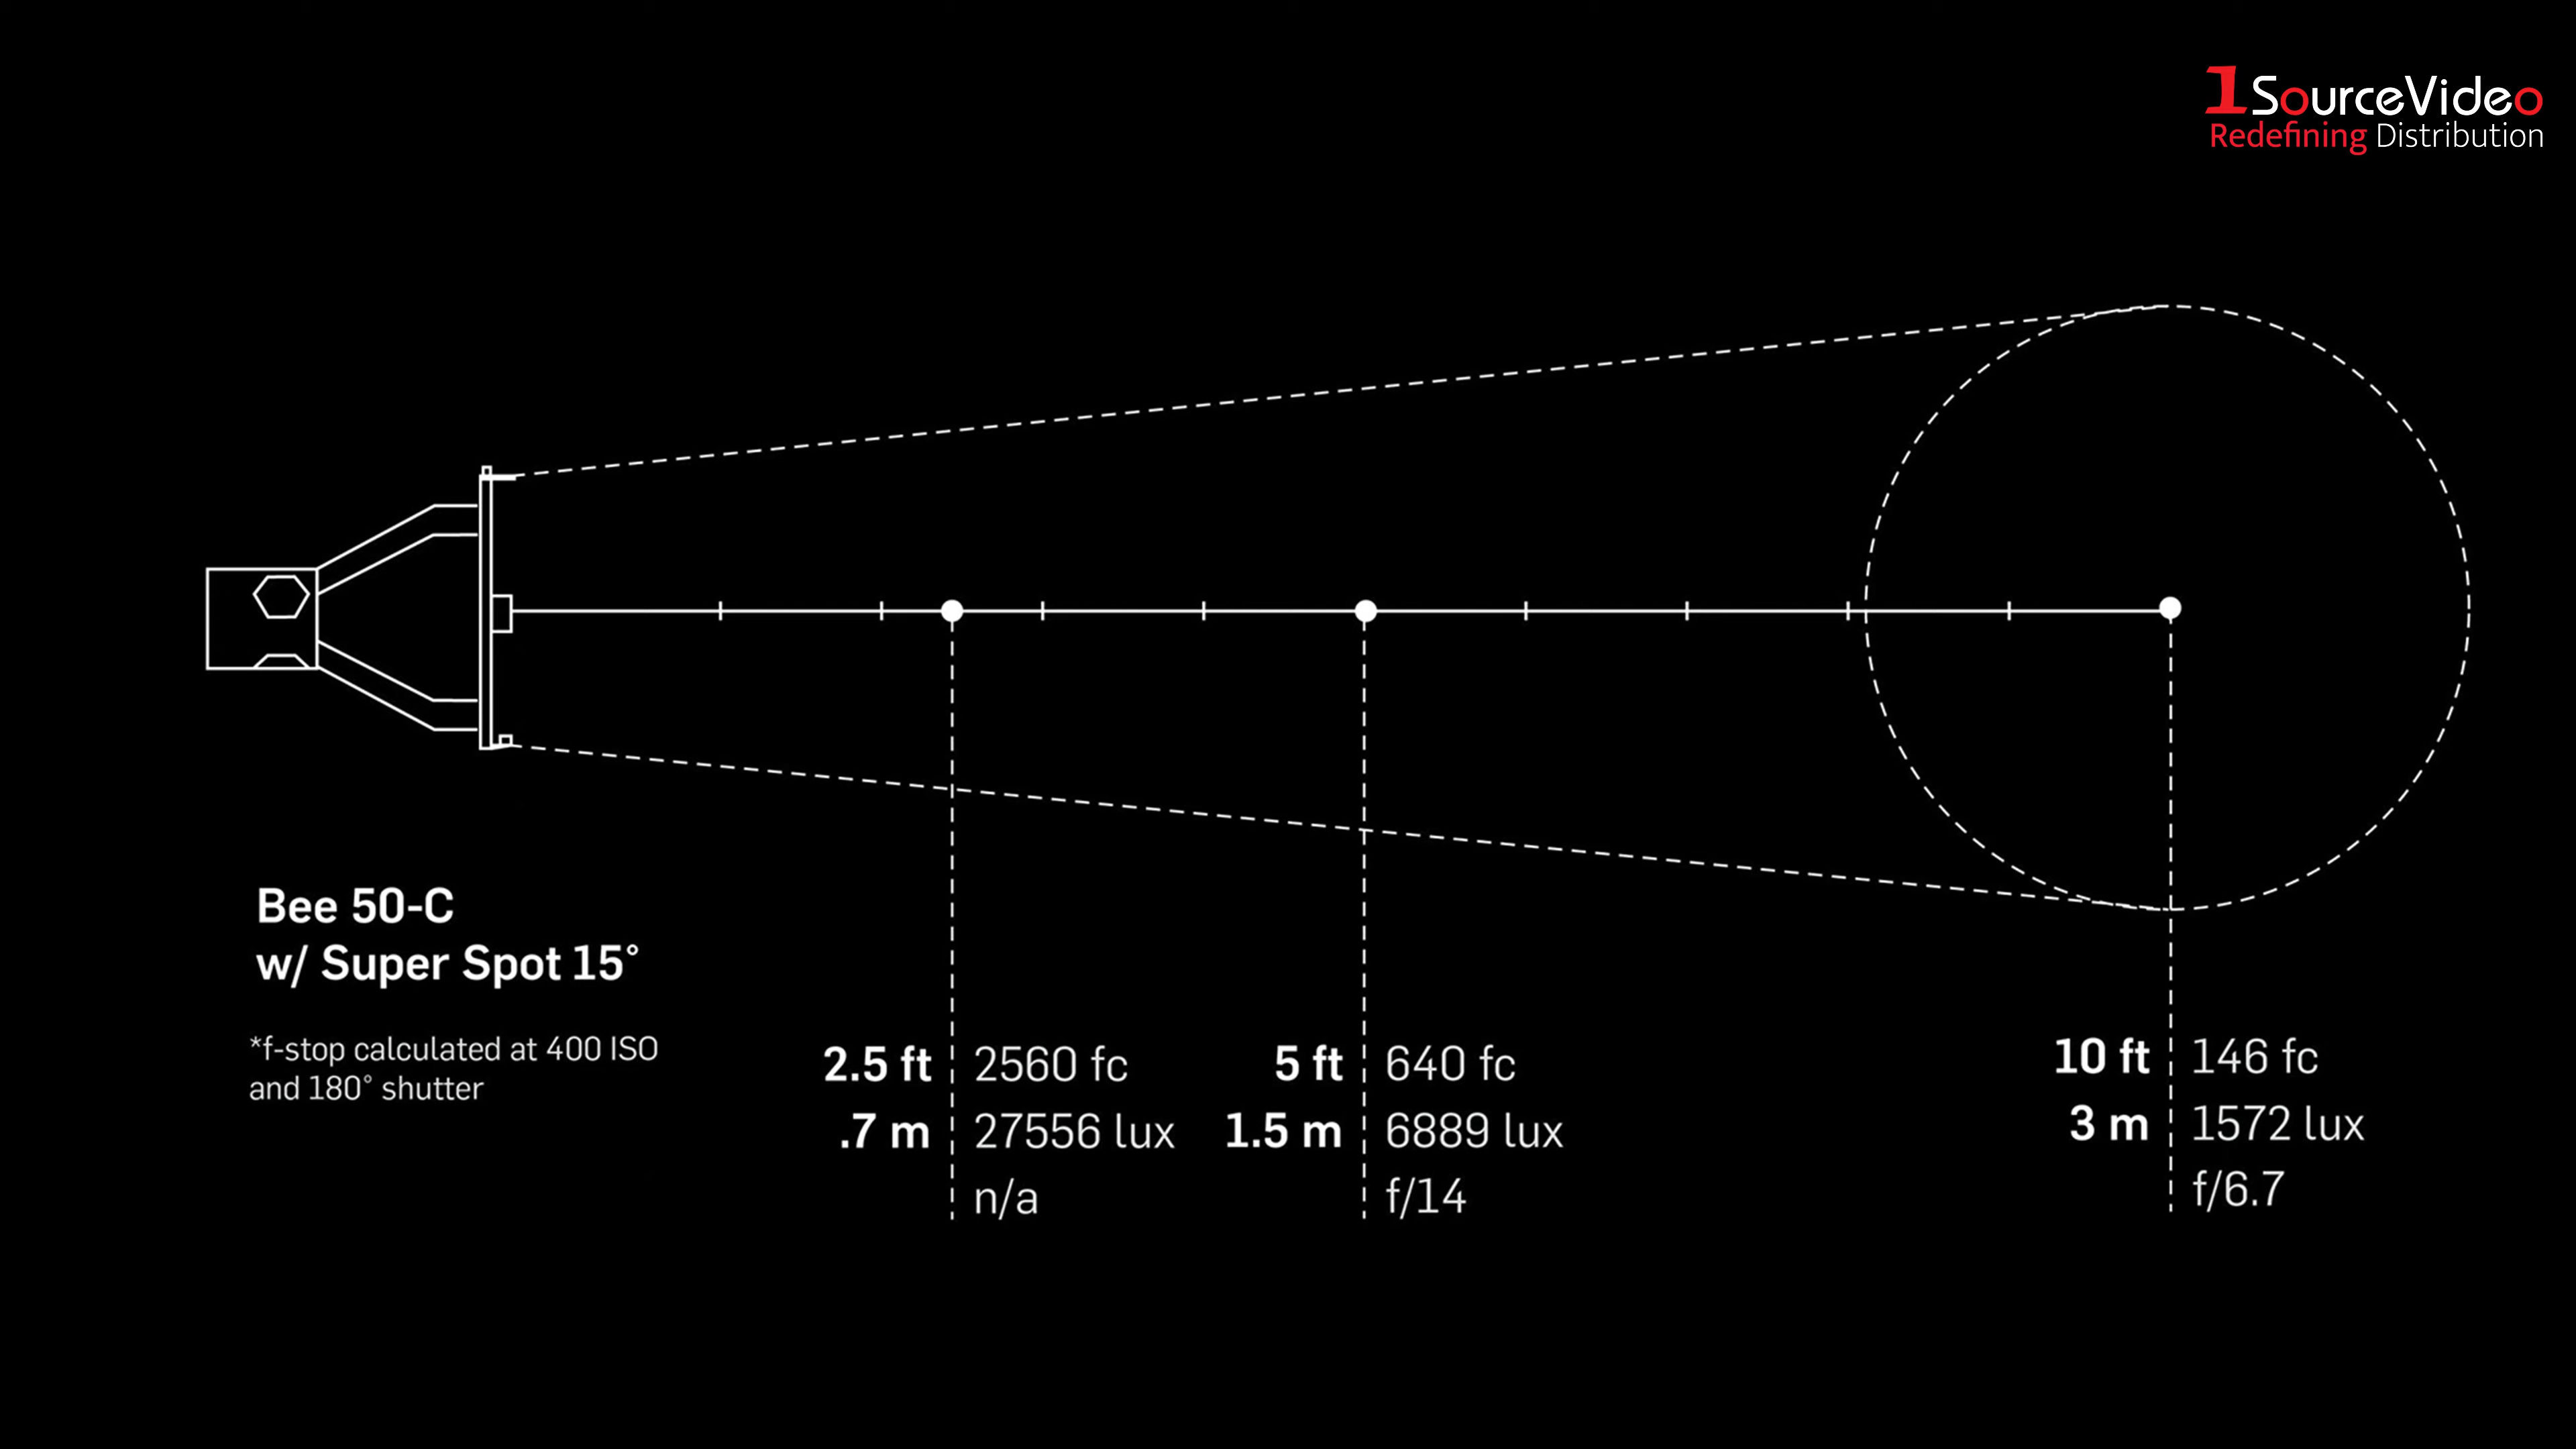 1SourceVideo
Redefining Distribution
Bee 50-C
w/ Super Spot 15°
*f-stop calculated at 400 ISO
and 180° shutter
2.5 ft 2560 fc
.7 m 27556 lux
n/a
5 ft 640 fc
1.5 m 6889 lux
f/14
10 ft 146 fc
3 m 1572 lux
f/6.7